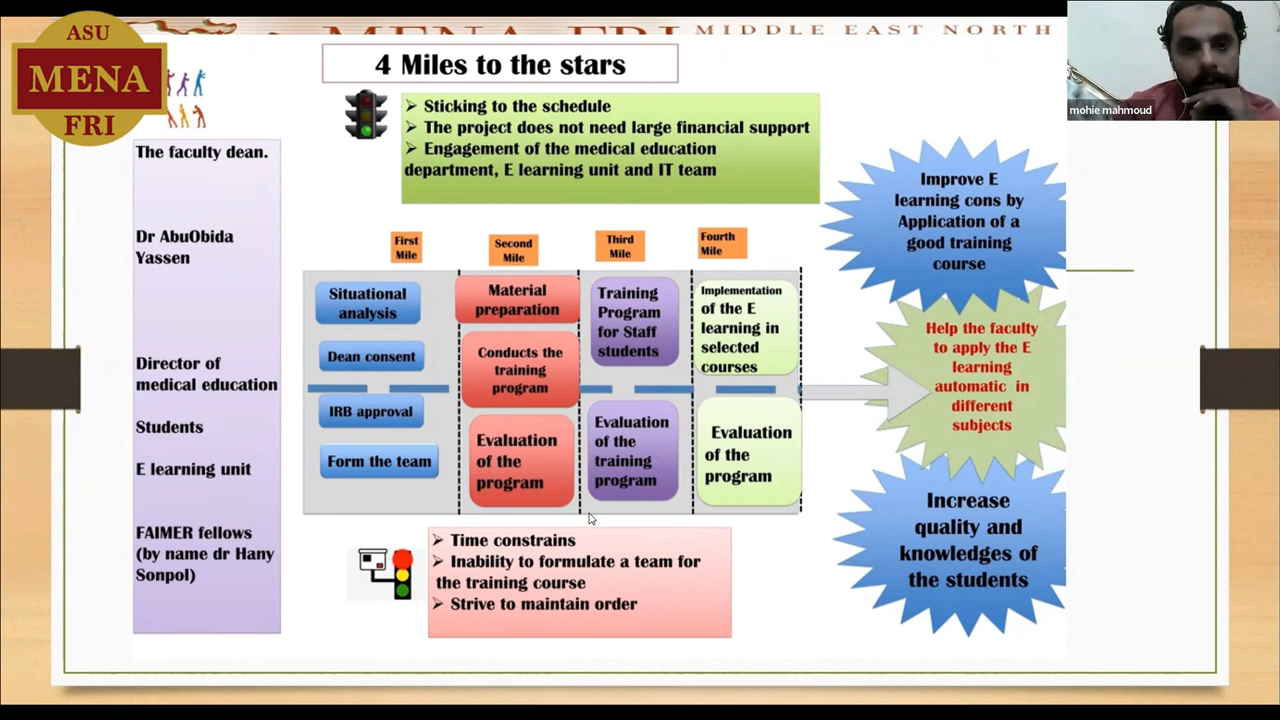 ASU
MENA
FRI
MENA FRI MIDDLE EAST NORTH
mohie mahmoud
4 Miles to the stars
➢ Sticking to the schedule
➢ The project does not need large financial support
➢ Engagement of the medical education
department, E learning unit and IT team
The faculty dean.
Dr AbuObida
Yassen
Director of
medical education
Students
E learning unit
FAIMER fellows
(by name dr Hany
Sonpol)
First
Mile
Situational
analysis
Dean consent
IRB approval
Form the team
Second
Mile
Material
preparation
Conducts the
training
program
Evaluation
of the
program
Third
Mile
Training
Program
for Staff
students
Evaluation
of the
training
program
Fourth
Mile
Implementation
of the E
learning in
selected
courses
Evaluation
of the
program
➢ Time constrains
➢ Inability to formulate a team for
the training course
➢ Strive to maintain order
Improve E
learning cons by
Application of a
good training
course
Help the faculty
to apply the E
learning
automatic in
different
subjects
Increase
quality and
knowledges of
the students